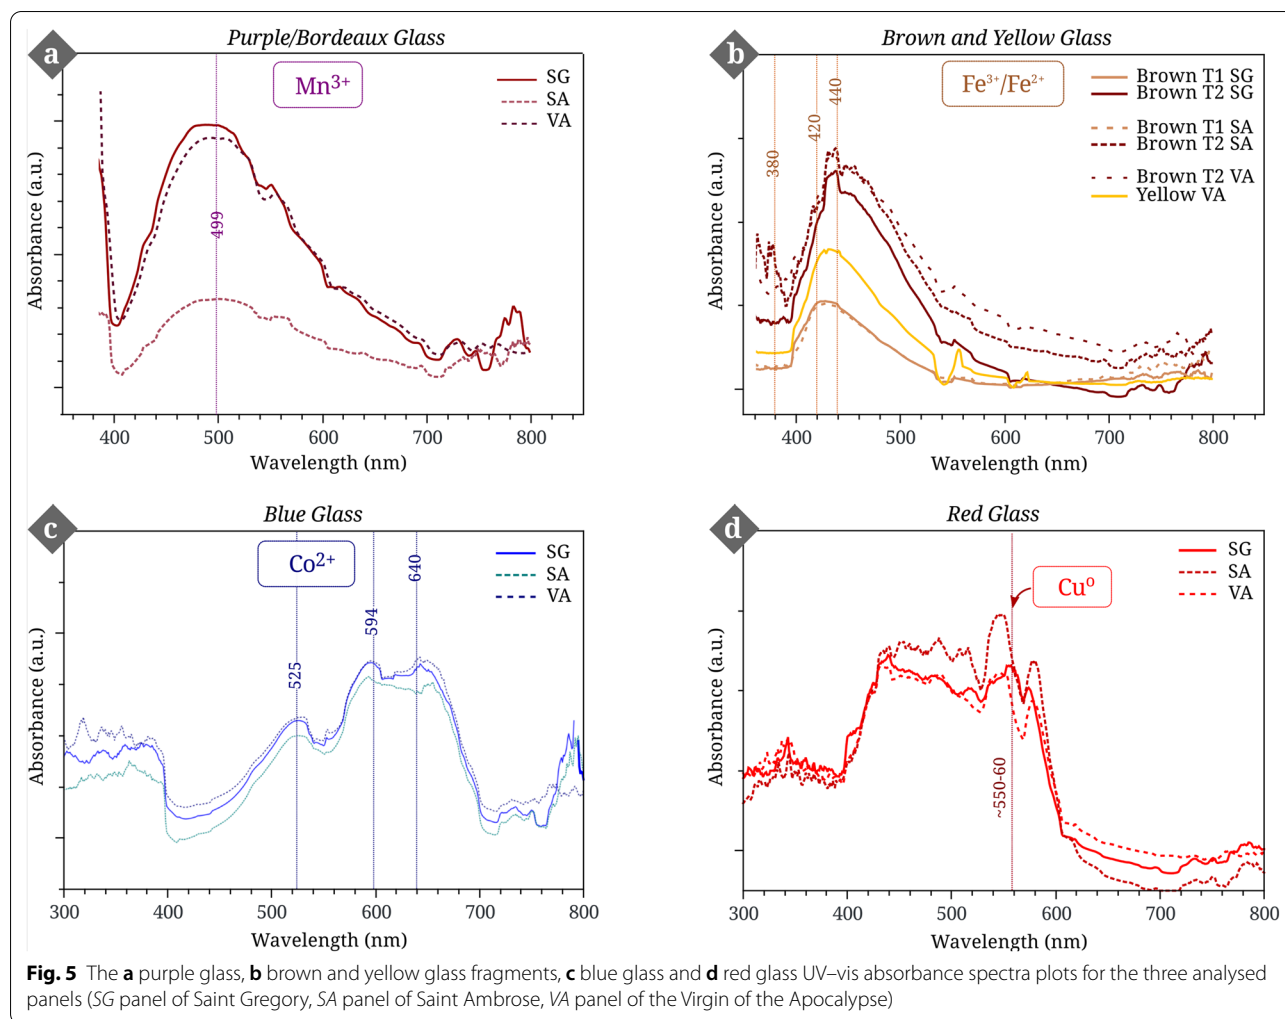 a
Purple/Bordeaux Glass
Mn³⁺
SG
SA
VA
499
Absorbance (a.u.)
400 500 600 700 800
Wavelength (nm)
b
Brown and Yellow Glass
Fe³⁺/Fe²⁺
Brown T1 SG
Brown T2 SG
Brown T1 SA
Brown T2 SA
Brown T2 VA
Yellow VA
380
420
440
Absorbance (a.u.)
400 500 600 700 800
Wavelength (nm)
c
Blue Glass
Co²⁺
SG
SA
VA
525
594
640
Absorbance (a.u.)
300 400 500 600 700 800
Wavelength (nm)
d
Red Glass
Cu⁰
SG
SA
VA
~550-60
Absorbance (a.u.)
300 400 500 600 700 800
Wavelength (nm)
Fig. 5 The a purple glass, b brown and yellow glass fragments, c blue glass and d red glass UV–vis absorbance spectra plots for the three analysed
panels (SG panel of Saint Gregory, SA panel of Saint Ambrose, VA panel of the Virgin of the Apocalypse)